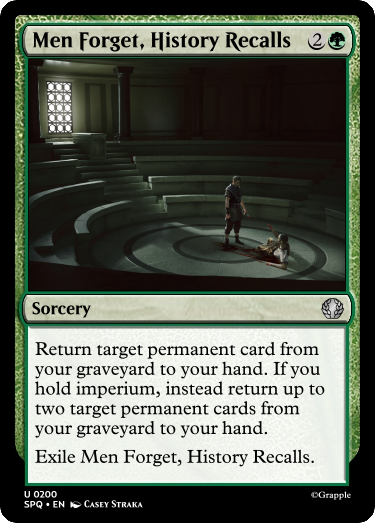 Men Forget, History Recalls 2
Sorcery
Return target permanent card from
your graveyard to your hand. If you
hold imperium, instead return up to
two target permanent cards from
your graveyard to your hand.
Exile Men Forget, History Recalls.
U 0200
SPQ • EN Casey Straka
©Grapple